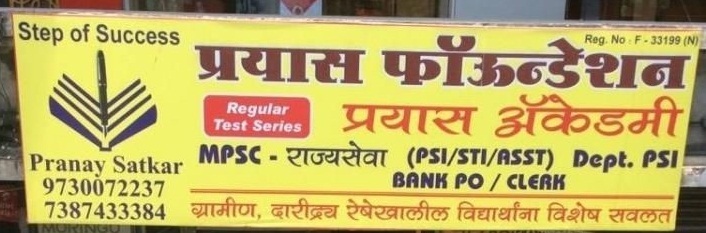 Step of Success
Reg. No - F - 33199 (N)
प्रयास फॉऊन्डेशन
Regular
Test Series
प्रयास ॲकेडमी
Pranay Satkar
9730072237
7387433384
MPSC - राज्यसेवा (PSI/STI/ASST) Dept. PSI
BANK PO / CLERK
ग्रामीण, दारीद्र्य रेषेखालील विद्यार्थांना विशेष सवलत